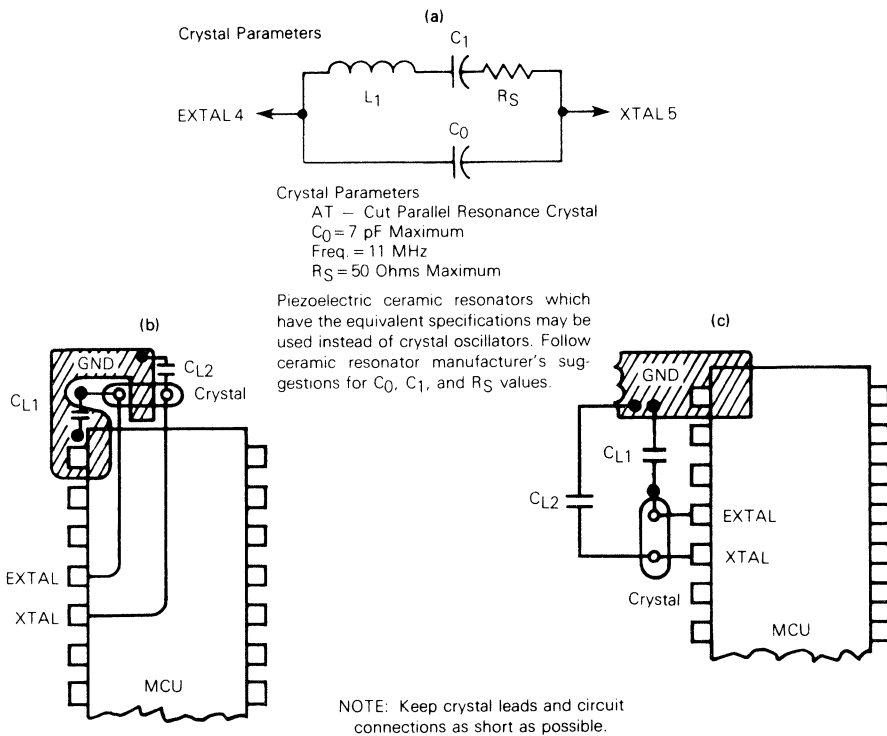 (a)
Crystal Parameters
C1
L1
RS
EXTAL 4
XTAL 5
C0
Crystal Parameters
AT – Cut Parallel Resonance Crystal
C0 = 7 pF Maximum
Freq. = 11 MHz
RS = 50 Ohms Maximum
Piezoelectric ceramic resonators which
have the equivalent specifications may be
used instead of crystal oscillators. Follow
ceramic resonator manufacturer's sug-
gestions for C0, C1, and RS values.
(b)
GND
CL2
Crystal
CL1
EXTAL
XTAL
MCU
(c)
GND
CL1
CL2
EXTAL
XTAL
Crystal
MCU
NOTE: Keep crystal leads and circuit
connections as short as possible.